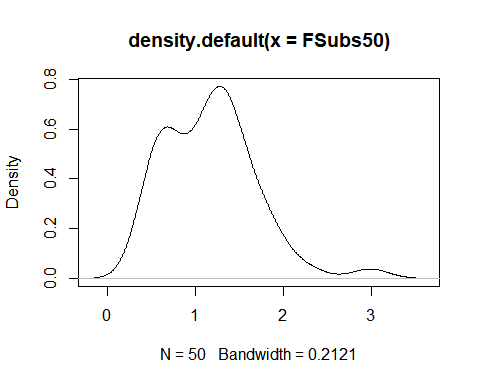 density.default(x = FSubs50)
Density
0.8
0.6
0.4
0.2
0.0
0 1 2 3
N = 50 Bandwidth = 0.2121